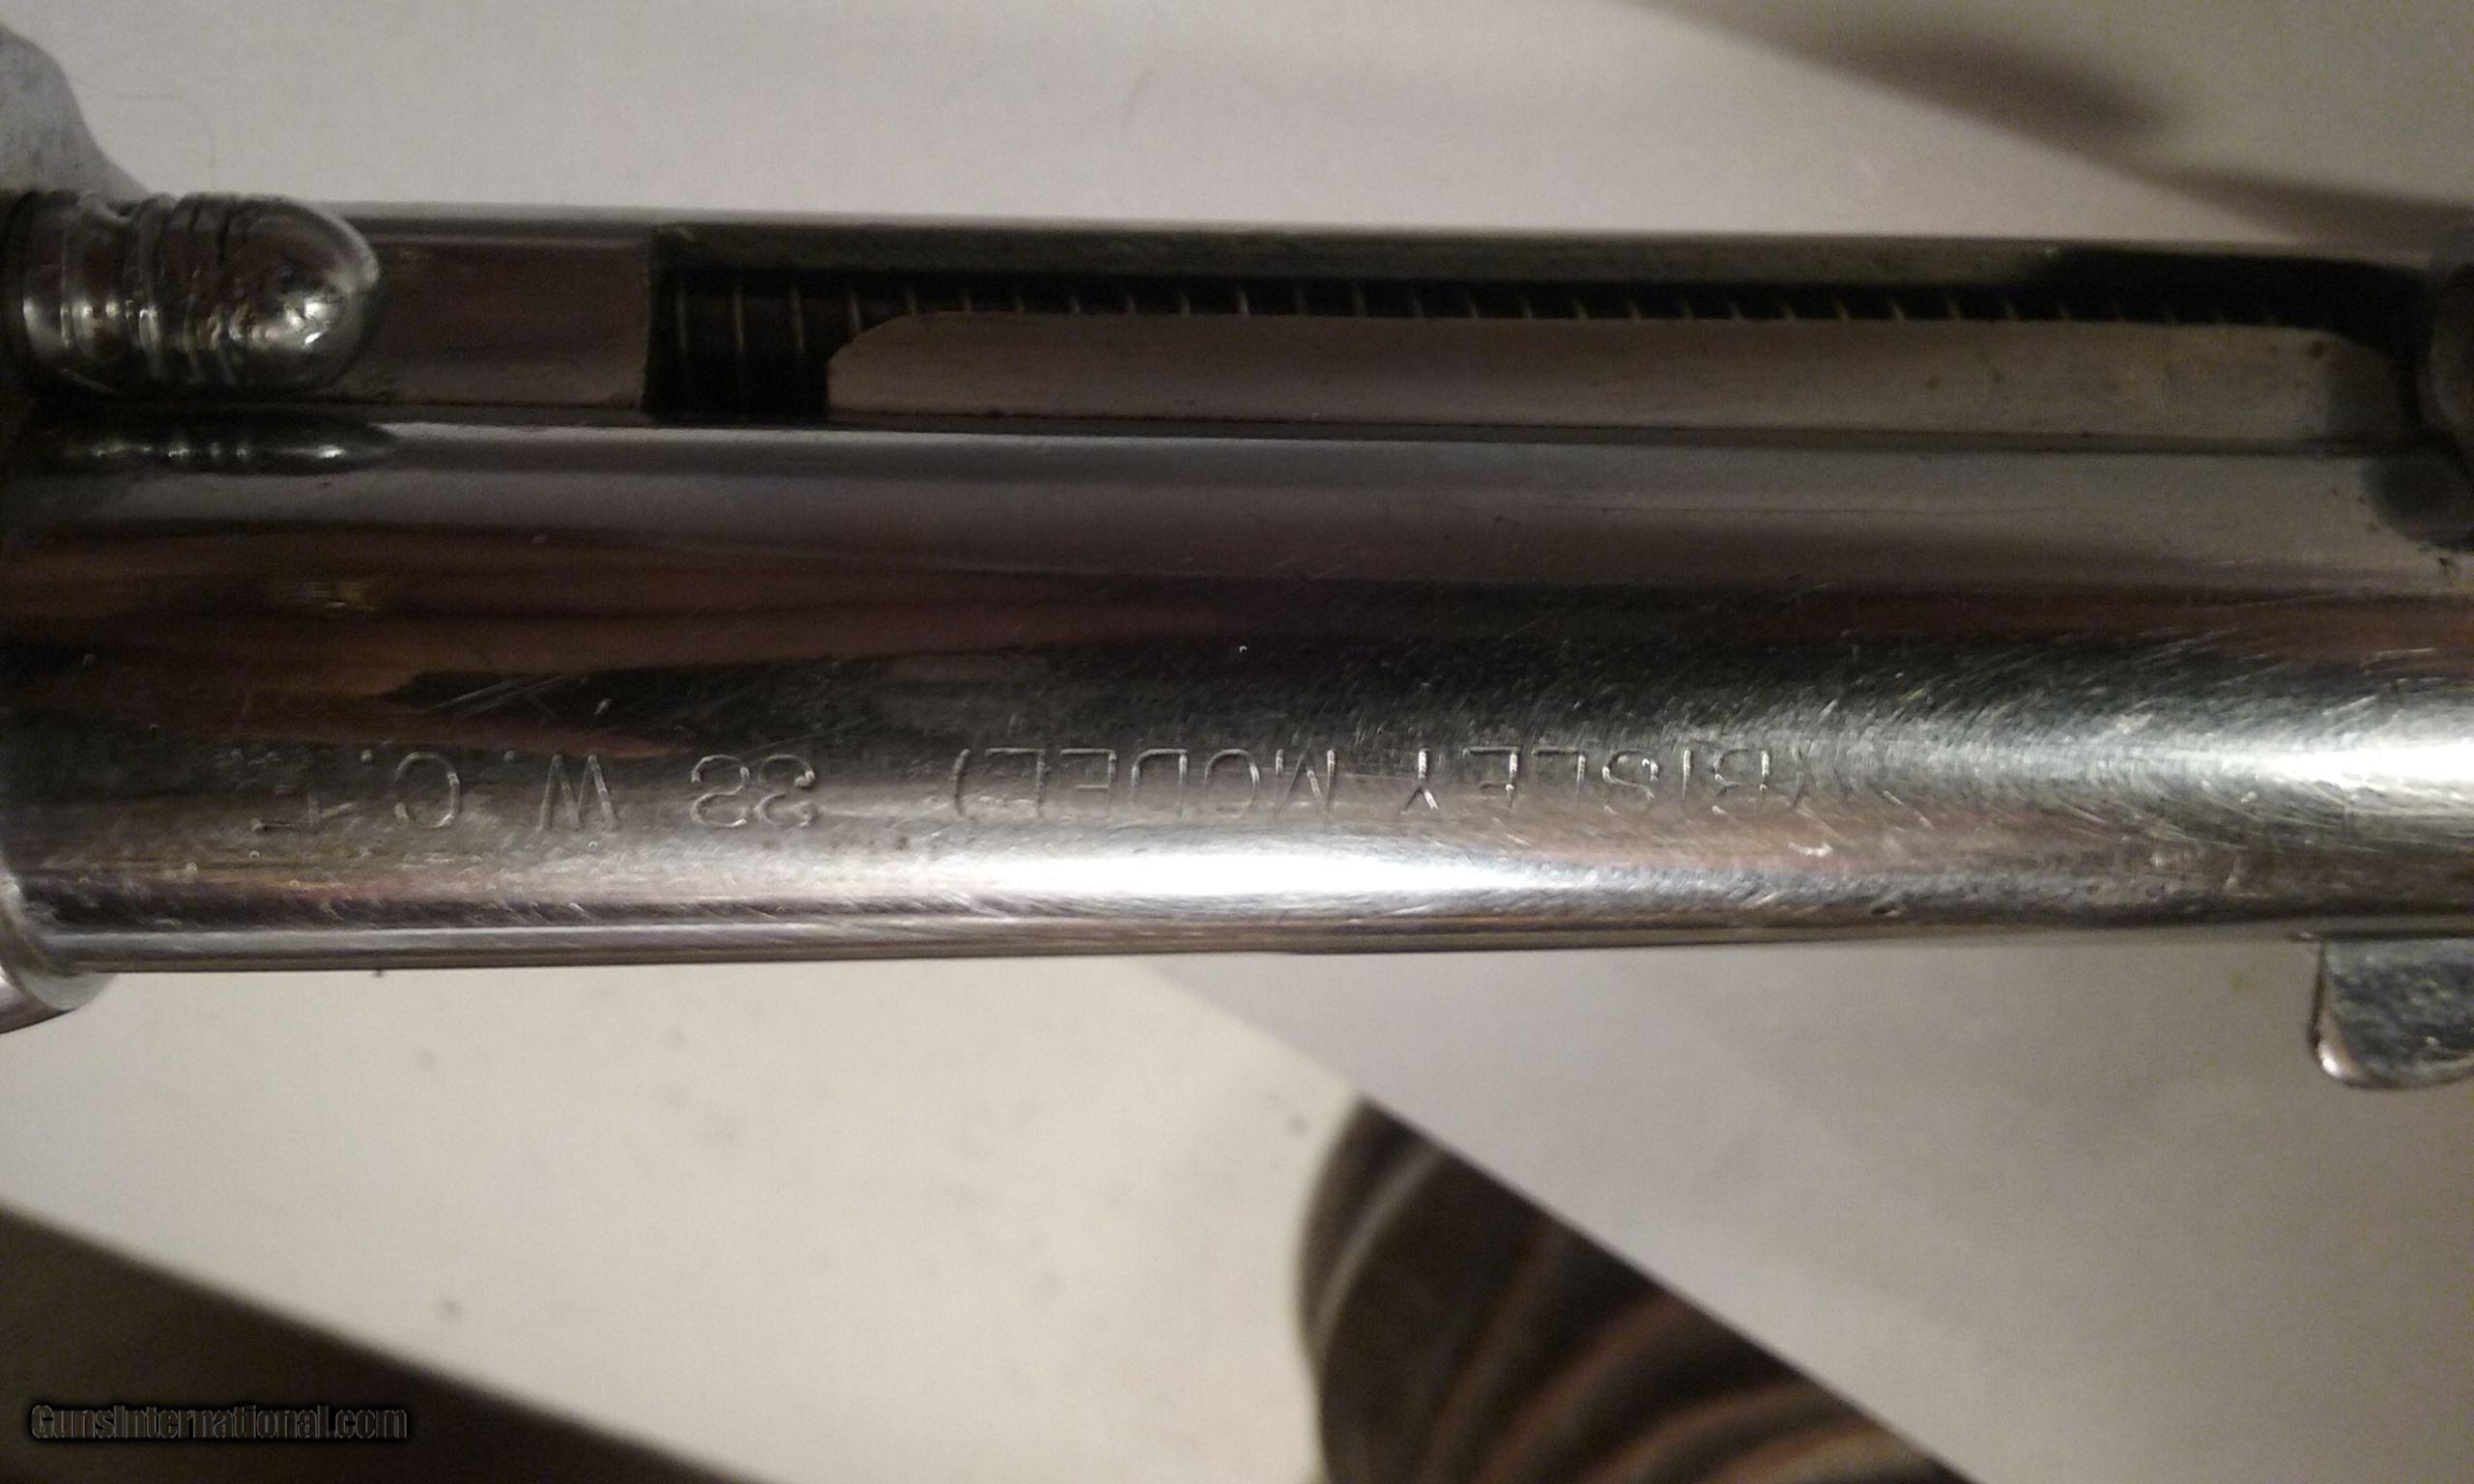 (BISLEY MODEL) 38 W.C.F.
GunsInternational.com